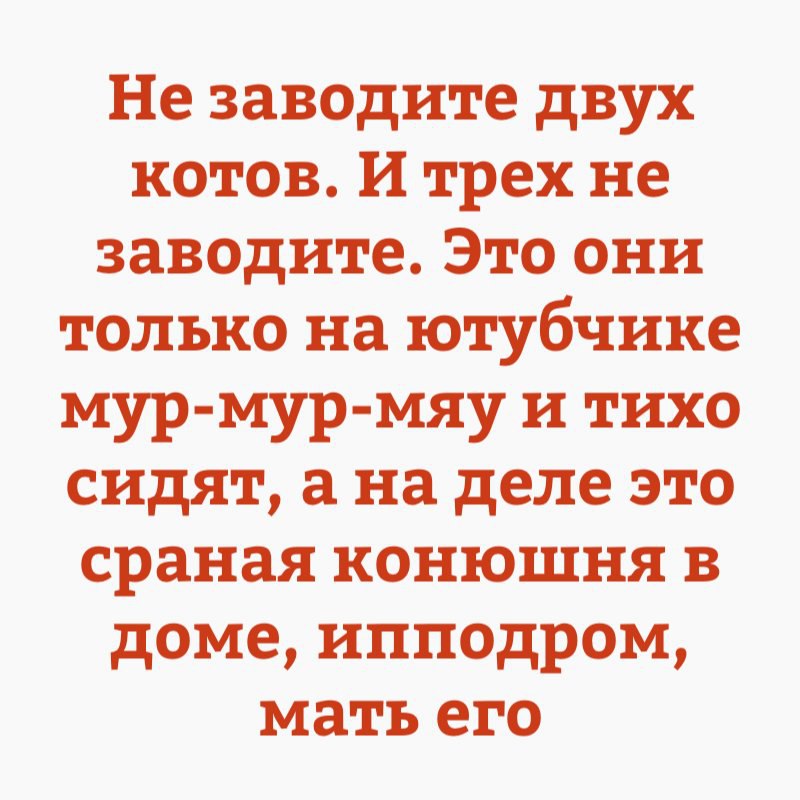 Не заводите двух
котов. И трех не
заводите. Это они
только на ютубчике
мур-мур-мяу и тихо
сидят, а на деле это
сраная конюшня в
доме, ипподром,
мать его